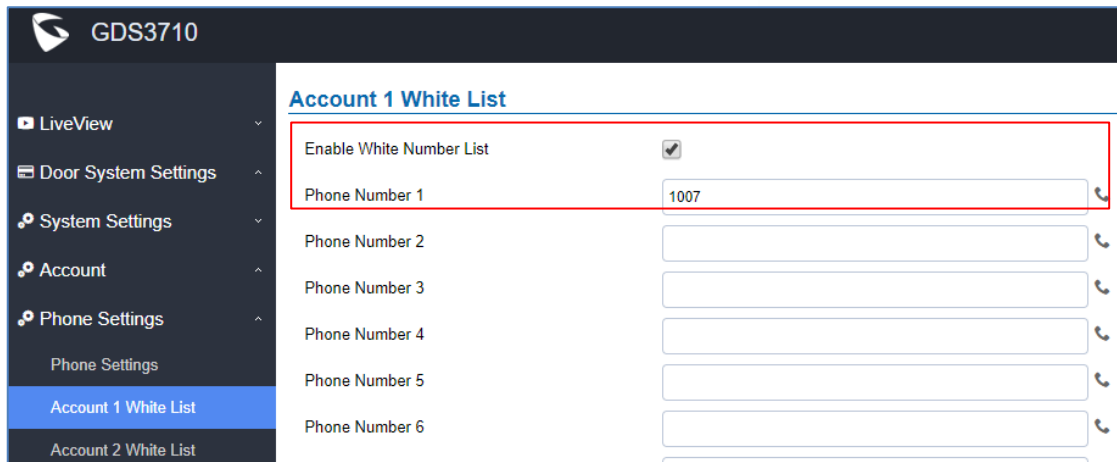 GDS3710
LiveView
Door System Settings
System Settings
Account
Phone Settings
Phone Settings
Account 1 White List
Account 2 White List
Account 1 White List
Enable White Number List
Phone Number 1
1007
Phone Number 2
Phone Number 3
Phone Number 4
Phone Number 5
Phone Number 6